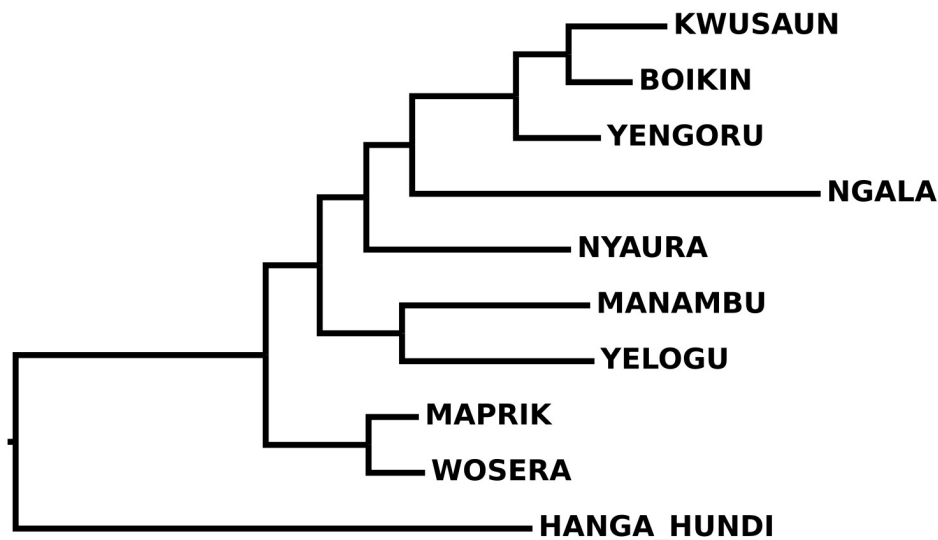 KWUSAUN
BOIKIN
YENGORU
NGALA
NYAURA
MANAMBU
YELOGU
MAPRIK
WOSERA
HANGA_HUNDI